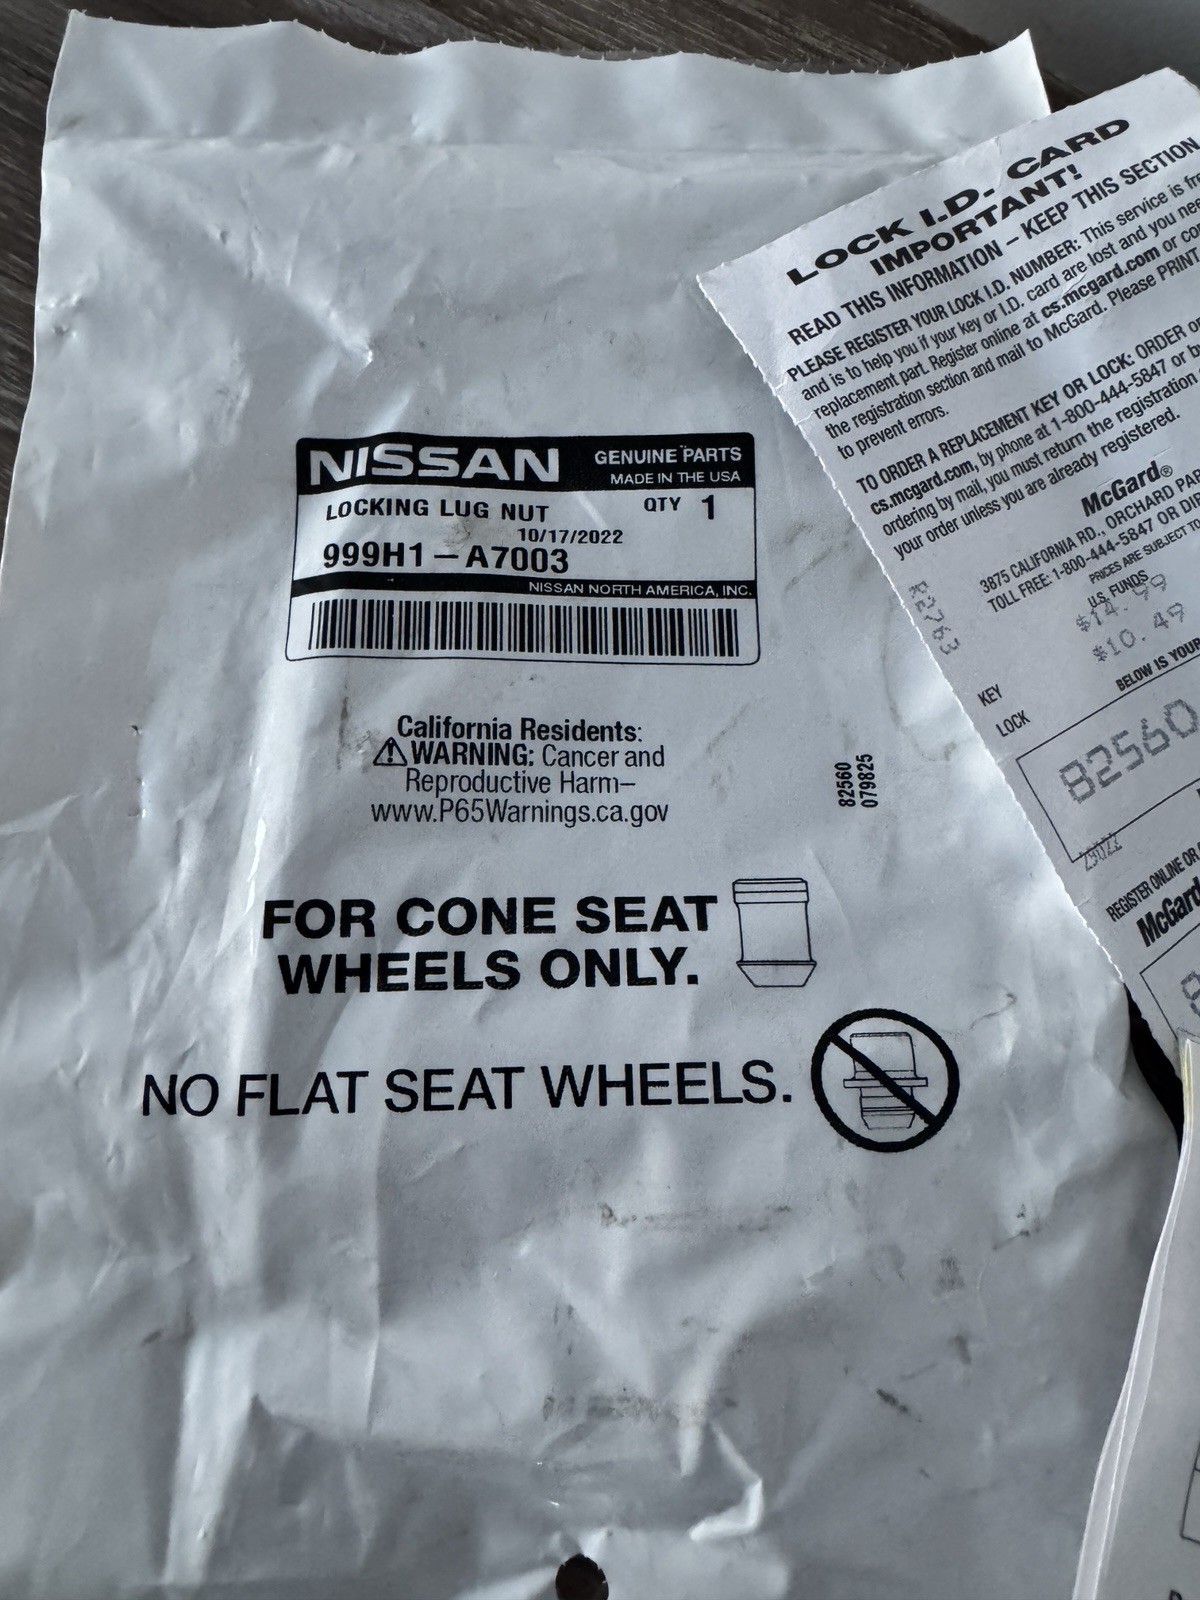 NISSAN GENUINE PARTS
MADE IN THE USA
LOCKING LUG NUT QTY 1
10/17/2022
999H1-A7003
NISSAN NORTH AMERICA, INC.
California Residents:
WARNING: Cancer and
Reproductive Harm–
www.P65Warnings.ca.gov
82560
079825
FOR CONE SEAT
WHEELS ONLY.
NO FLAT SEAT WHEELS.
LOCK I.D. CARD
IMPORTANT!
READ THIS INFORMATION – KEEP THIS SECTION
PLEASE REGISTER YOUR LOCK I.D. NUMBER: This service is
and is to help you if your key or I.D. card are lost and you
replacement part. Register online at cs.mcgard.com or
the registration section and mail to McGard. Please PRINT
to prevent errors.
TO ORDER A REPLACEMENT KEY OR LOCK: ORDER
cs.mcgard.com, by phone at 1-800-444-5847 or
ordering by mail, you must return the registration
your order unless you are already registered.
McGard®
3875 CALIFORNIA RD., ORCHARD
TOLL FREE: 1-800-444-5847 OR
PRICES ARE SUBJECT TO
U.S. FUNDS
R2763
KEY $14.99
LOCK $10.49
BELOW IS YOUR
82560
REGISTER ONLINE OR
McGard